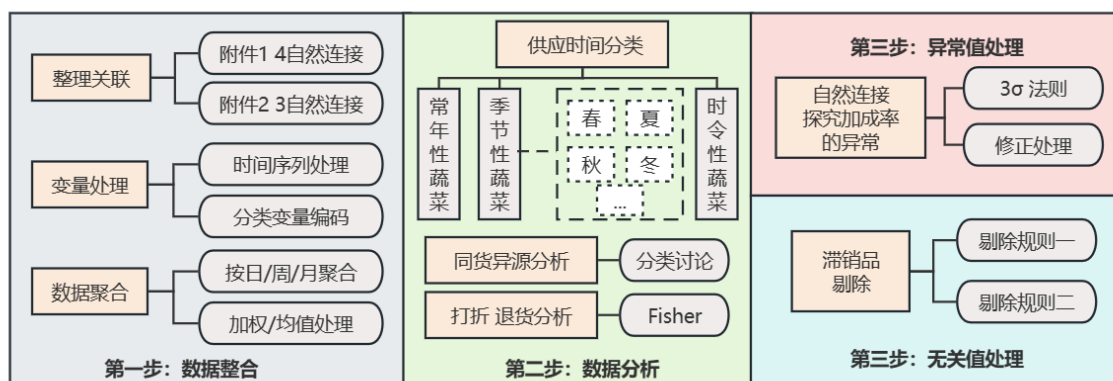 整理关联
附件1 4自然连接
附件2 3自然连接
变量处理
时间序列处理
分类变量编码
数据聚合
按日/周/月聚合
加权/均值处理
第一步：数据整合
供应时间分类
常年性蔬菜
季节性蔬菜
春
夏
秋
冬
...
时令性蔬菜
同货异源分析
分类讨论
打折 退货分析
Fisher
第二步：数据分析
第三步：异常值处理
自然连接
探究加成率
的异常
3σ 法则
修正处理
滞销品
剔除
剔除规则一
剔除规则二
第三步：无关值处理